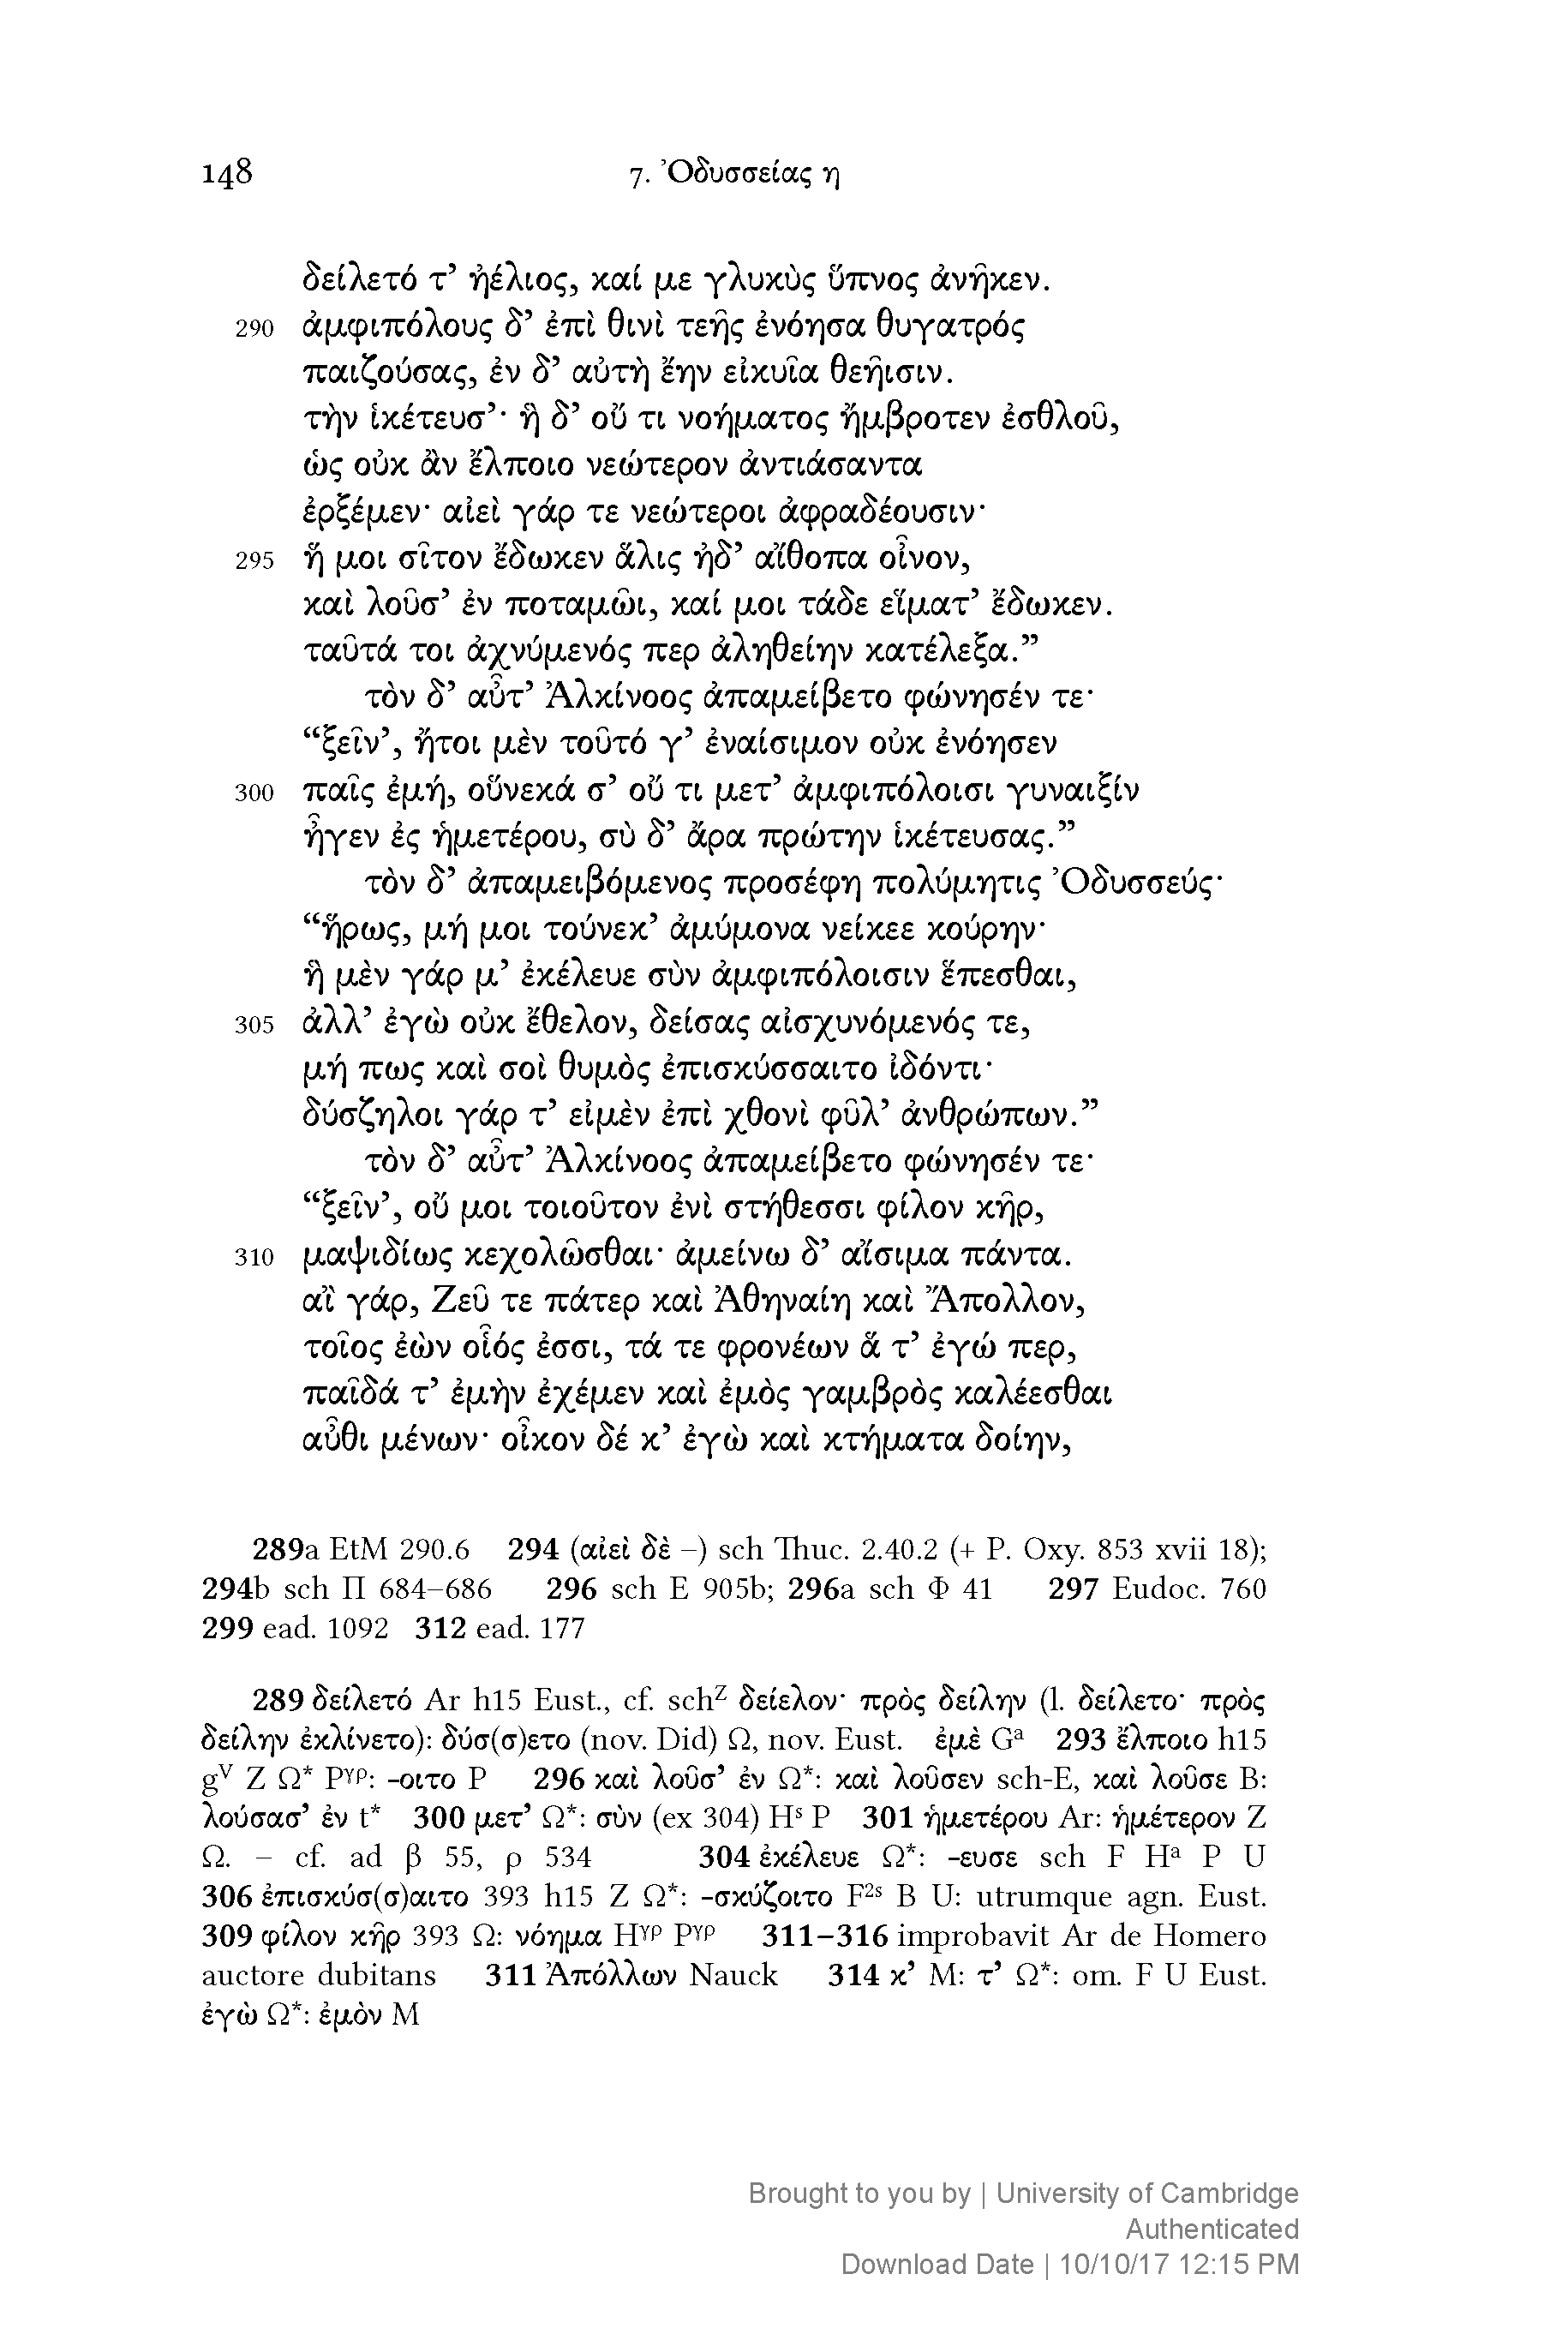 148
7. Ὀδυσσείας η
δείλετό τ’ ἠέλιος, καί με γλυκὺς ὕπνος ἀνῆκεν.
290 ἀμφιπόλους δ’ ἐπὶ θινὶ τεῆς ἐνόησα θυγατρός
παιζούσας, ἐν δ’ αὐτὴ ἔην εἰκυῖα θεῆισιν.
τὴν ἱκέτευσ’· ἣ δ’ οὔ τι νοήματος ἤμβροτεν ἐσθλοῦ,
ὡς οὐκ ἂν ἔλποιο νεώτερον ἀντιάσαντα
ἐρξέμεν· αἰεὶ γάρ τε νεώτεροι ἀφραδέουσιν·
295 ἥ μοι σῖτον ἔδωκεν ἅλις ἠδ’ αἴθοπα οἶνον,
καὶ λοῦσ’ ἐν ποταμῶι, καί μοι τάδε εἵματ’ ἔδωκεν.
ταῦτά τοι ἀχνύμενός περ ἀληθείην κατέλεξα.”
τὸν δ’ αὖτ’ Ἀλκίνοος ἀπαμείβετο φώνησέν τε·
“ξεῖν’, ἤτοι μὲν τοῦτό γ’ ἐναίσιμον οὐκ ἐνόησεν
300 παῖς ἐμή, οὕνεκά σ’ οὔ τι μετ’ ἀμφιπόλοισι γυναιξίν
ἦγεν ἐς ἡμετέρου, σὺ δ’ ἄρα πρώτην ἱκέτευσας.”
τὸν δ’ ἀπαμειβόμενος προσέφη πολύμητις Ὀδυσσεύς·
“ἥρως, μή μοι τούνεκ’ ἀμύμονα νείκεε κούρην·
ἣ μὲν γάρ μ’ ἐκέλευε σὺν ἀμφιπόλοισιν ἕπεσθαι,
305 ἀλλ’ ἐγὼ οὐκ ἔθελον, δείσας αἰσχυνόμενός τε,
μή πως καὶ σοὶ θυμὸς ἐπισκύσσαιτο ἰδόντι·
δύσζηλοι γάρ τ’ εἰμὲν ἐπὶ χθονὶ φῦλ’ ἀνθρώπων.”
τὸν δ’ αὖτ’ Ἀλκίνοος ἀπαμείβετο φώνησέν τε·
“ξεῖν’, οὔ μοι τοιοῦτον ἐνὶ στήθεσσι φίλον κῆρ,
310 μαψιδίως κεχολῶσθαι· ἀμείνω δ’ αἴσιμα πάντα.
αἲ γάρ, Ζεῦ τε πάτερ καὶ Ἀθηναίη καὶ Ἄπολλον,
τοῖος ἐὼν οἷός ἐσσι, τά τε φρονέων ἅ τ’ ἐγώ περ,
παῖδά τ’ ἐμὴν ἐχέμεν καὶ ἐμὸς γαμβρὸς καλέεσθαι
αὖθι μένων· οἶκον δέ κ’ ἐγὼ καὶ κτήματα δοίην,
289a EtM 290.6 294 (αἰεὶ δὲ –) sch Thuc. 2.40.2 (+ P. Oxy. 853 xvii 18);
294b sch Π 684–686 296 sch E 905b; 296a sch Φ 41 297 Eudoc. 760
299 ead. 1092 312 ead. 177
289 δείλετό Ar h15 Eust., cf. schᶻ δείελον· πρὸς δείλην (l. δείλετο· πρὸς
δείλην ἐκλίνετο): δύσ(σ)ετο (nov. Did) Ω, nov. Eust. ἐμὲ Gᵃ 293 ἔλποιο h15
gⱽ Z Ω* Pᵞᴾ: -οιτο P 296 καὶ λοῦσ’ ἐν Ω*: καὶ λοῦσεν sch-E, καὶ λοῦσε B:
λούσασ’ ἐν t* 300 μετ’ Ω*: σὺν (ex 304) Hˢ P 301 ἡμετέρου Ar: ἡμέτερον Z
Ω. – cf. ad β 55, ρ 534 304 ἐκέλευε Ω*: -ευσε sch F Hᵃ P U
306 ἐπισκύσ(σ)αιτο 393 h15 Z Ω*: -σκύζοιτο F²ˢ B U: utrumque agn. Eust.
309 φίλον κῆρ 393 Ω: νόημα Hᵞᴾ Pᵞᴾ 311–316 improbavit Ar de Homero
auctore dubitans 311 Ἀπόλλων Nauck 314 κ’ M: τ’ Ω*: om. F U Eust.
ἐγὼ Ω*: ἐμὸν M
Brought to you by | University of Cambridge
Authenticated
Download Date | 10/10/17 12:15 PM